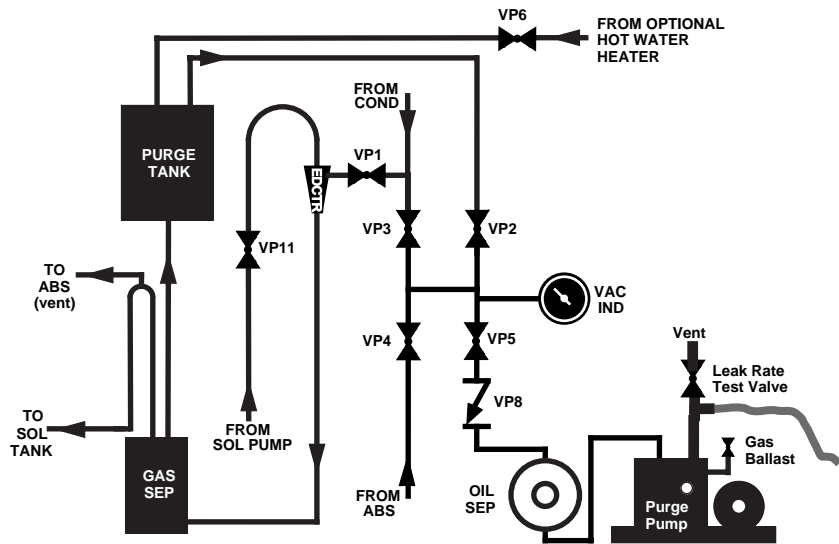 VP6
FROM OPTIONAL
HOT WATER
HEATER
FROM
COND
PURGE
TANK
VP1
EDCTR
VP3
VP2
VP11
TO
ABS
(vent)
VAC
IND
VP4
VP5
Vent
Leak Rate
Test Valve
VP8
TO
SOL
TANK
FROM
SOL PUMP
GAS
SEP
FROM
ABS
OIL
SEP
Gas
Ballast
Purge
Pump